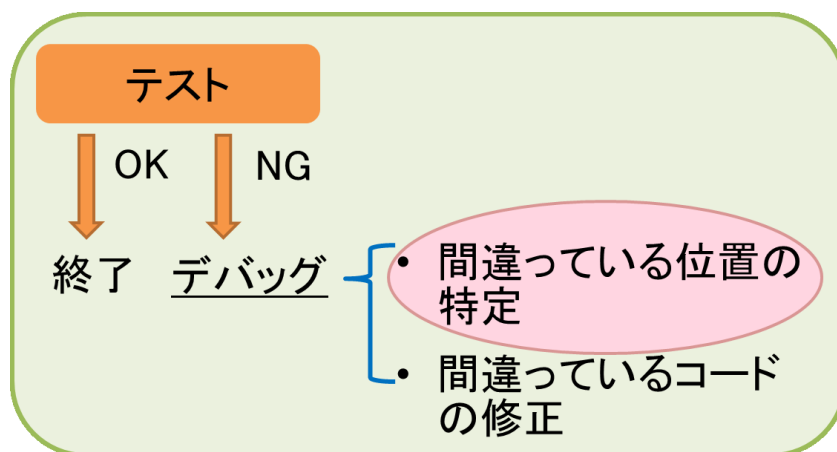 テスト
OK
NG
終了
デバッグ
• 間違っている位置の
特定
• 間違っているコード
の修正